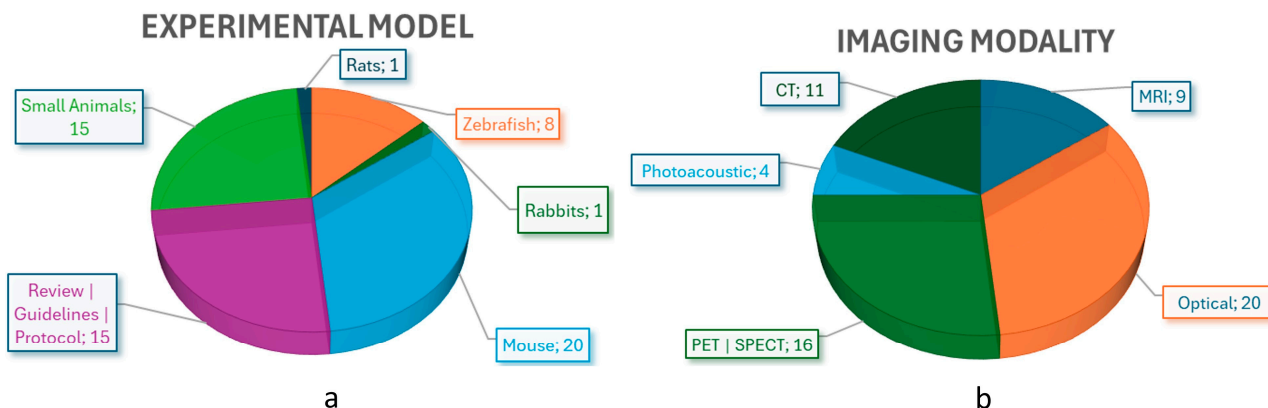 EXPERIMENTAL MODEL
Rats; 1
Small Animals;
15
Zebrafish; 8
Rabbits; 1
Review |
Guidelines |
Protocol; 15
Mouse; 20
a
IMAGING MODALITY
CT; 11
MRI; 9
Photoacoustic; 4
Optical; 20
PET | SPECT; 16
b